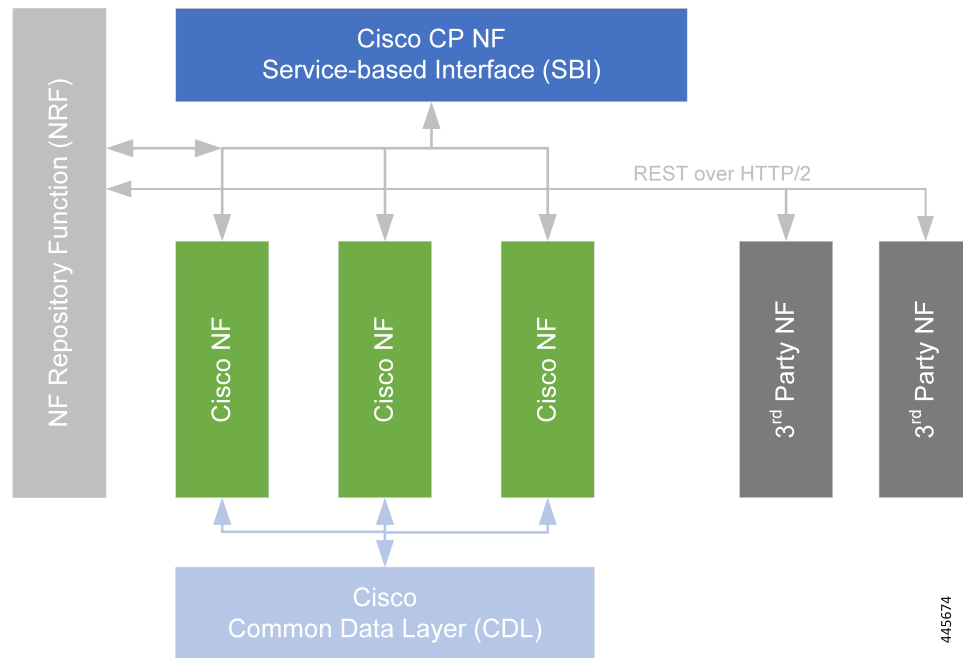 NF Repository Function (NRF)
Cisco CP NF
Service-based Interface (SBI)
REST over HTTP/2
Cisco NF
Cisco NF
Cisco NF
3rd Party NF
3rd Party NF
Cisco
Common Data Layer (CDL)
445674